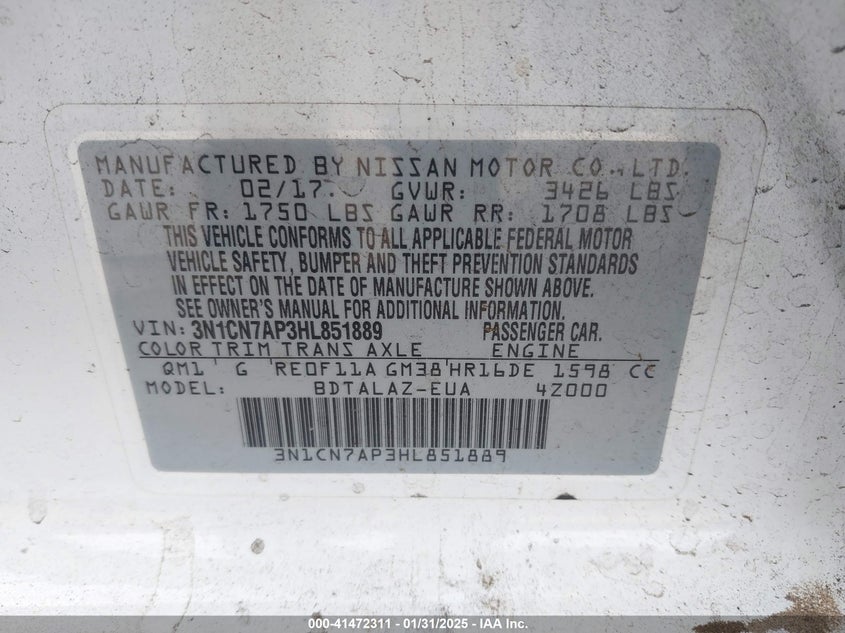 MANUFACTURED BY NISSAN MOTOR CO., LTD.
DATE: 02/17. GVWR: 3426 LBS
GAWR FR: 1750 LBS GAWR RR: 1708 LBS
THIS VEHICLE CONFORMS TO ALL APPLICABLE FEDERAL MOTOR
VEHICLE SAFETY, BUMPER AND THEFT PREVENTION STANDARDS
IN EFFECT ON THE DATE OF MANUFACTURE SHOWN ABOVE.
SEE OWNER'S MANUAL FOR ADDITIONAL INFORMATION.
VIN: 3N1CN7AP3HL851889 PASSENGER CAR.
COLOR TRIM TRANS AXLE ENGINE
QM1 G RE0F11A GM38 HR16DE 1598 CC
MODEL: BDTALAZ-EUA 4Z000
3N1CN7AP3HL851889
000-41472311 - 01/31/2025 - IAA Inc.